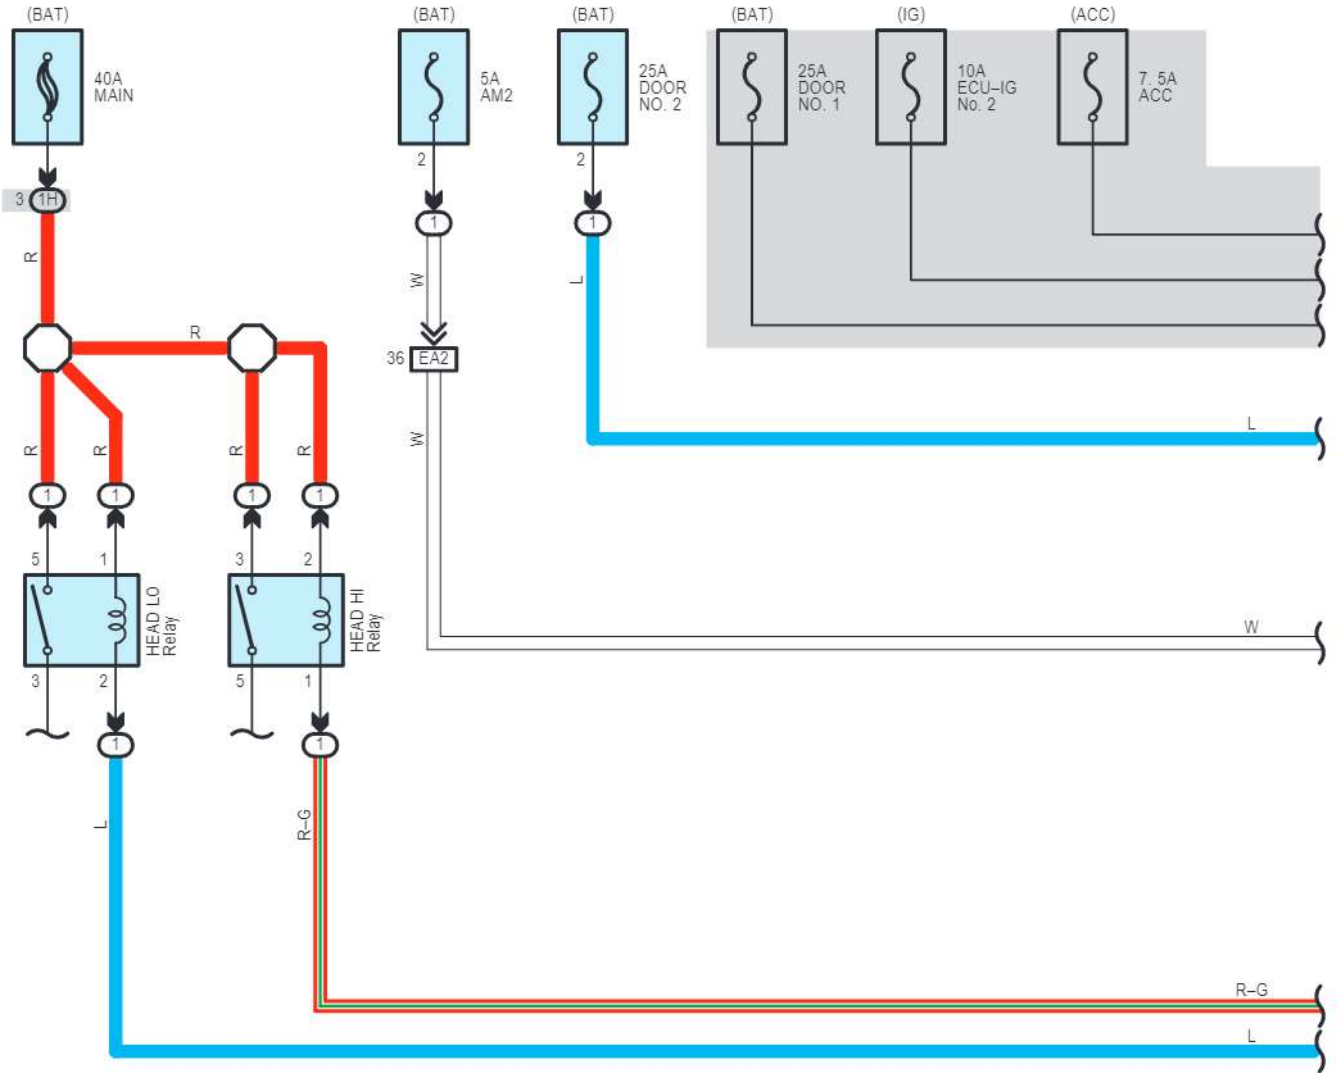 (BAT)
(BAT)
(BAT)
(BAT)
(IG)
(ACC)
40A
MAIN
5A
AM2
25A
DOOR
NO. 2
25A
DOOR
NO. 1
10A
ECU–IG
No. 2
7. 5A
ACC
2
2
3 1H
1
1
R
W
L
R
36 EA2
R
R
R
R
W
L
1
1
1
1
5
1
3
2
HEAD LO
Relay
HEAD HI
Relay
W
3
2
5
1
1
1
L
R–G
R–G
L